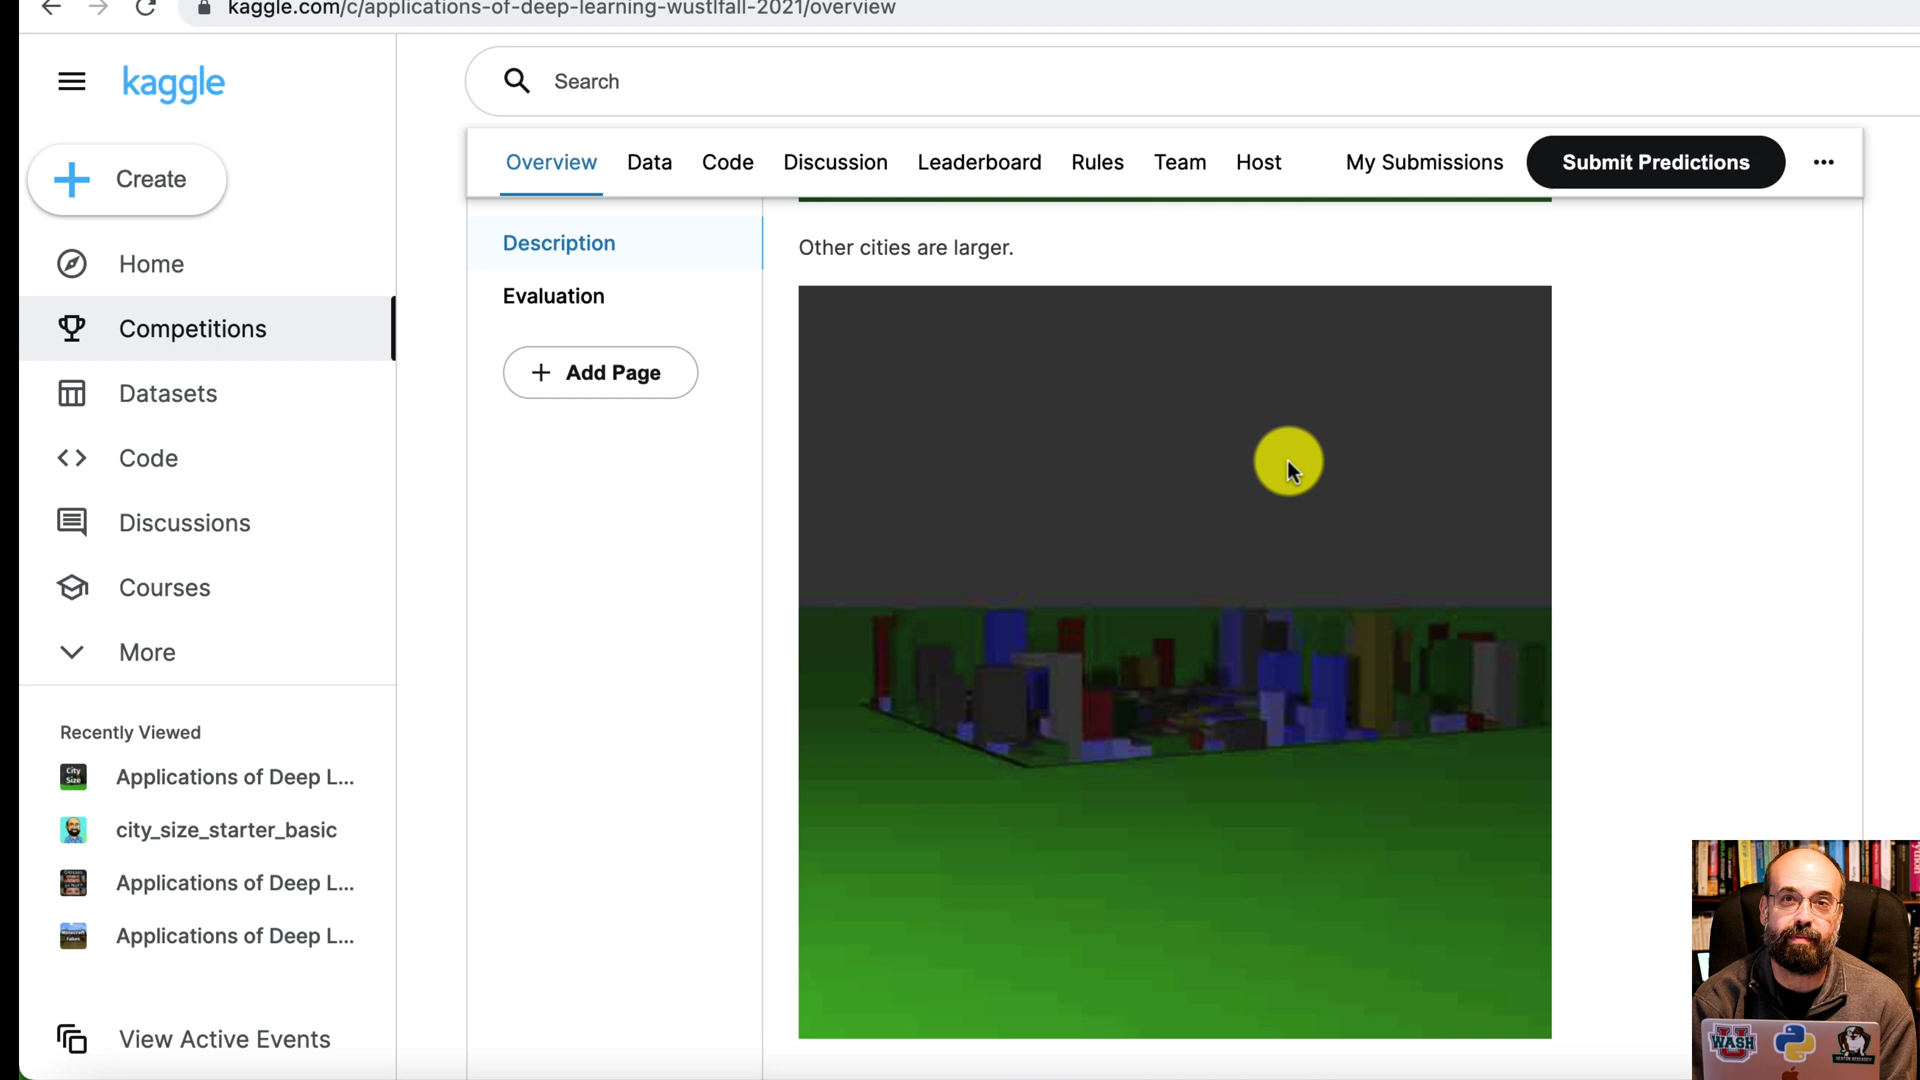 kaggle.com/c/applications-of-deep-learning-wustlfall-2021/overview
kaggle
Search
Create
Overview Data Code Discussion Leaderboard Rules Team Host My Submissions Submit Predictions
Home
Competitions
Datasets
Code
Discussions
Courses
More
Description
Evaluation
+ Add Page
Other cities are larger.
Recently Viewed
City
Size
Applications of Deep L...
city_size_starter_basic
Applications of Deep L...
Applications of Deep L...
View Active Events
WASH